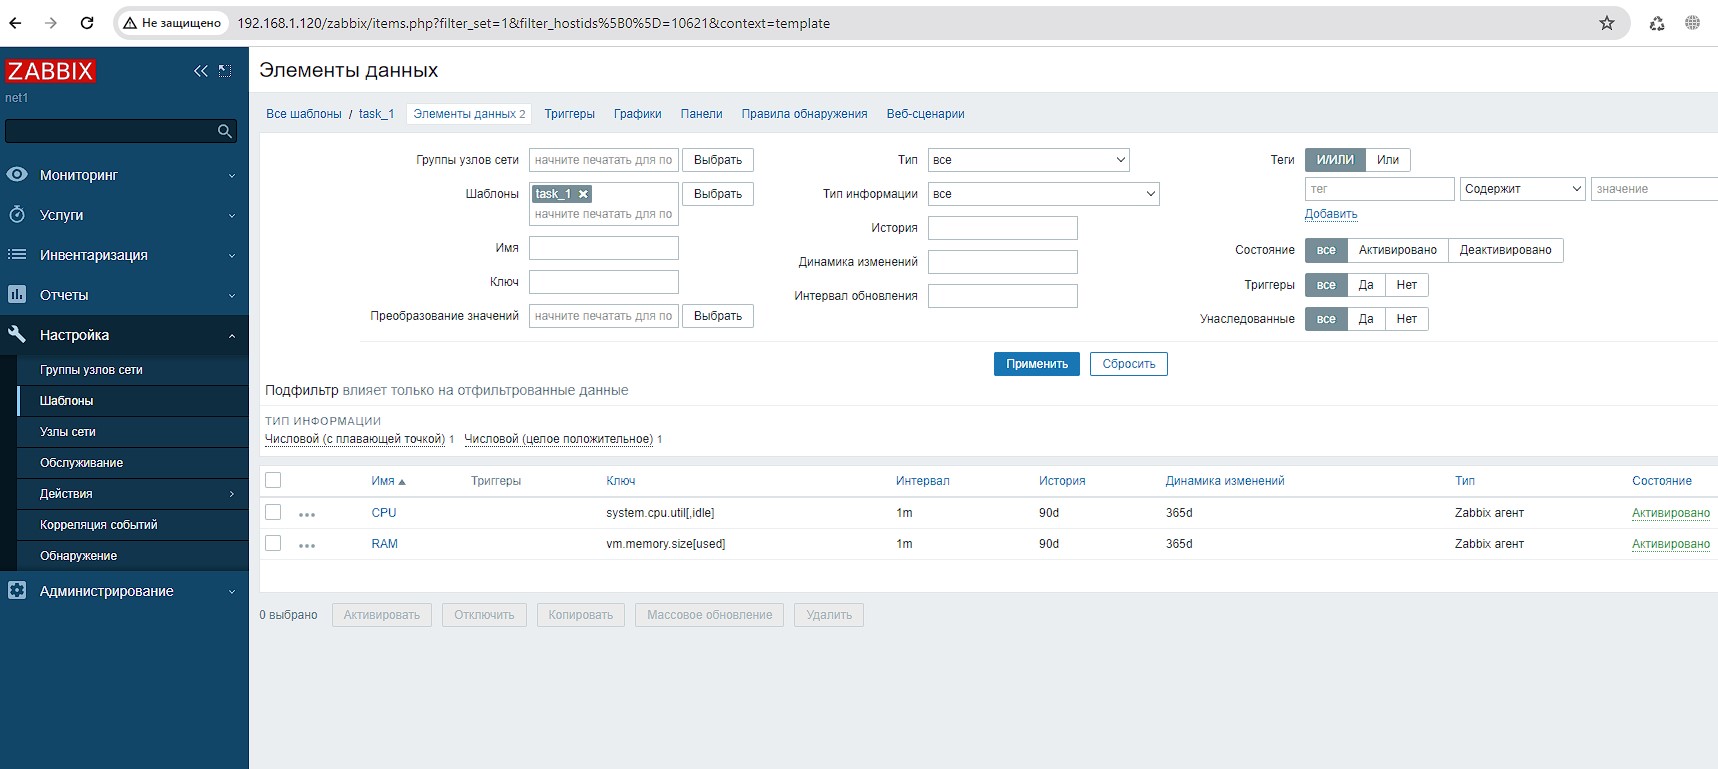 Не защищено 192.168.1.120/zabbix/items.php?filter_set=1&filter_hostids%5B0%5D=10621&context=template
ZABBIX
net1
Мониторинг
Услуги
Инвентаризация
Отчеты
Настройка
Группы узлов сети
Шаблоны
Узлы сети
Обслуживание
Действия
Корреляция событий
Обнаружение
Администрирование
Элементы данных
Все шаблоны / task_1 Элементы данных 2 Триггеры Графики Панели Правила обнаружения Веб-сценарии
Группы узлов сети начните печатать для по Выбрать
Шаблоны task_1 Выбрать
начните печатать для по
Имя
Ключ
Преобразование значений начните печатать для по Выбрать
Тип все
Тип информации все
История
Динамика изменений
Интервал обновления
Теги И/ИЛИ Или
тег Содержит значение
Добавить
Состояние все Активировано Деактивировано
Триггеры все Да Нет
Унаследованные все Да Нет
Применить Сбросить
Подфильтр влияет только на отфильтрованные данные
ТИП ИНФОРМАЦИИ
Числовой (с плавающей точкой) 1 Числовой (целое положительное) 1
Имя Триггеры Ключ Интервал История Динамика изменений Тип Состояние
CPU system.cpu.util[,idle] 1m 90d 365d Zabbix агент Активировано
RAM vm.memory.size[used] 1m 90d 365d Zabbix агент Активировано
0 выбрано Активировать Отключить Копировать Массовое обновление Удалить